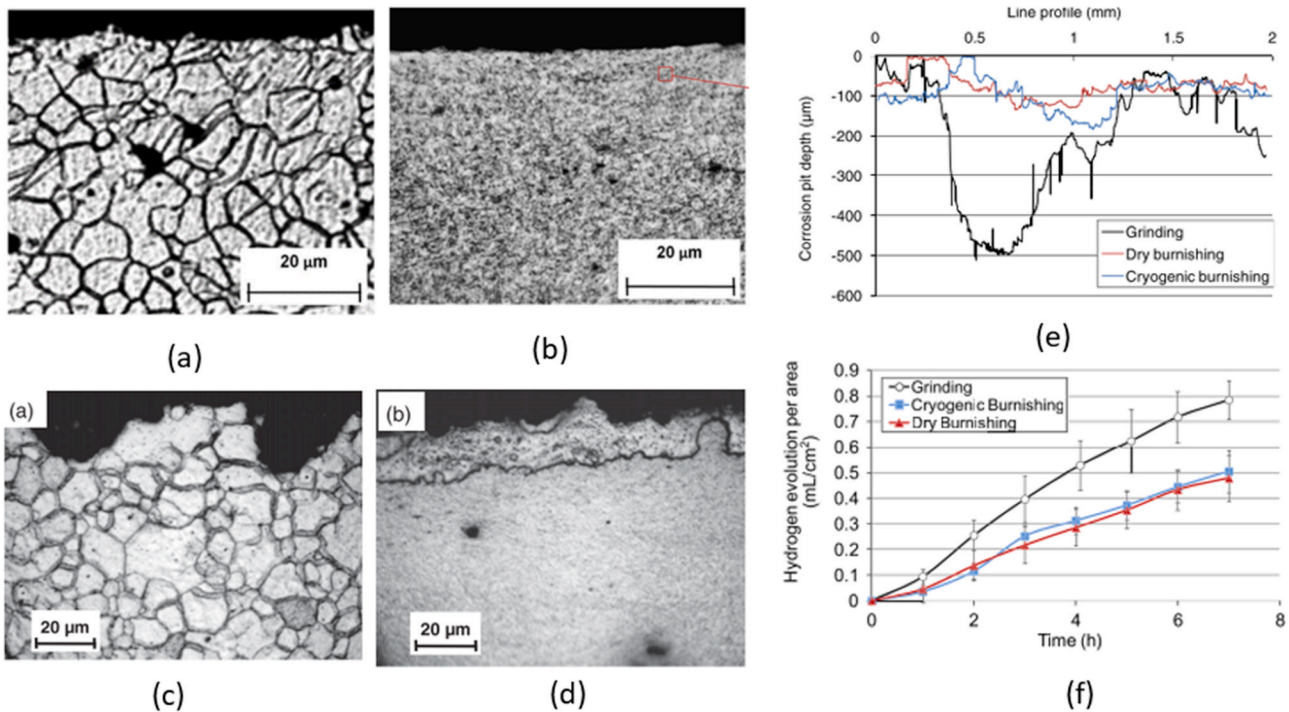 20 μm
(a)
20 μm
(b)
(a)
20 μm
(c)
(b)
20 μm
(d)
Line profile (mm)
0 0.5 1 1.5 2
Corrosion pit depth (μm)
0
-100
-200
-300
-400
-500
-600
Grinding
Dry burnishing
Cryogenic burnishing
(e)
Hydrogen evolution per area
(mL/cm²)
0.9
0.8
0.7
0.6
0.5
0.4
0.3
0.2
0.1
0
Grinding
Cryogenic Burnishing
Dry Burnishing
0 2 4 6 8
Time (h)
(f)